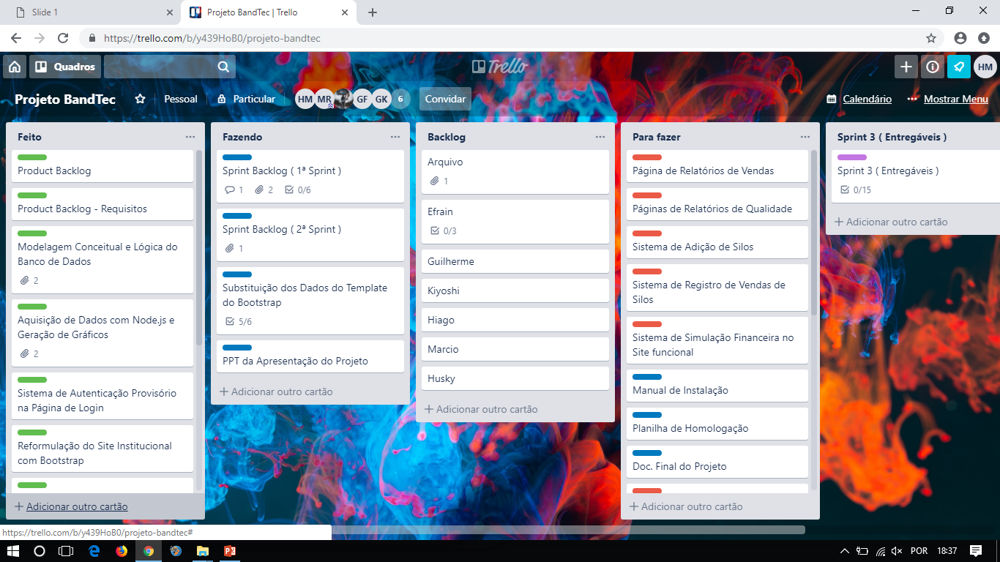 Slide 1
Projeto BandTec | Trello
https://trello.com/b/y439HoB0/projeto-bandtec
Quadros
Trello
HM
Projeto BandTec
Pessoal
Particular
HM
MR
GF
GK
6
Convidar
Calendário
Mostrar Menu
Feito
Product Backlog
Product Backlog - Requisitos
Modelagem Conceitual e Lógica do
Banco de Dados
2
Aquisição de Dados com Node.js e
Geração de Gráficos
2
Sistema de Autenticação Provisório
na Página de Login
Reformulação do Site Institucional
com Bootstrap
Adicionar outro cartão
Fazendo
Sprint Backlog ( 1ª Sprint )
1 2 0/6
Sprint Backlog ( 2ª Sprint )
1
Substituição dos Dados do Template
do Bootstrap
5/6
PPT da Apresentação do Projeto
Adicionar outro cartão
Backlog
Arquivo
1
Efrain
0/3
Guilherme
Kiyoshi
Hiago
Marcio
Husky
Adicionar outro cartão
Para fazer
Página de Relatórios de Vendas
Páginas de Relatórios de Qualidade
Sistema de Adição de Silos
Sistema de Registro de Vendas de
Silos
Sistema de Simulação Financeira no
Site funcional
Manual de Instalação
Planilha de Homologação
Doc. Final do Projeto
Adicionar outro cartão
Sprint 3 ( Entregáveis )
Sprint 3 ( Entregáveis )
0/15
Adicionar outro cartão
https://trello.com/b/y439HoB0/projeto-bandtec#
POR
18:37